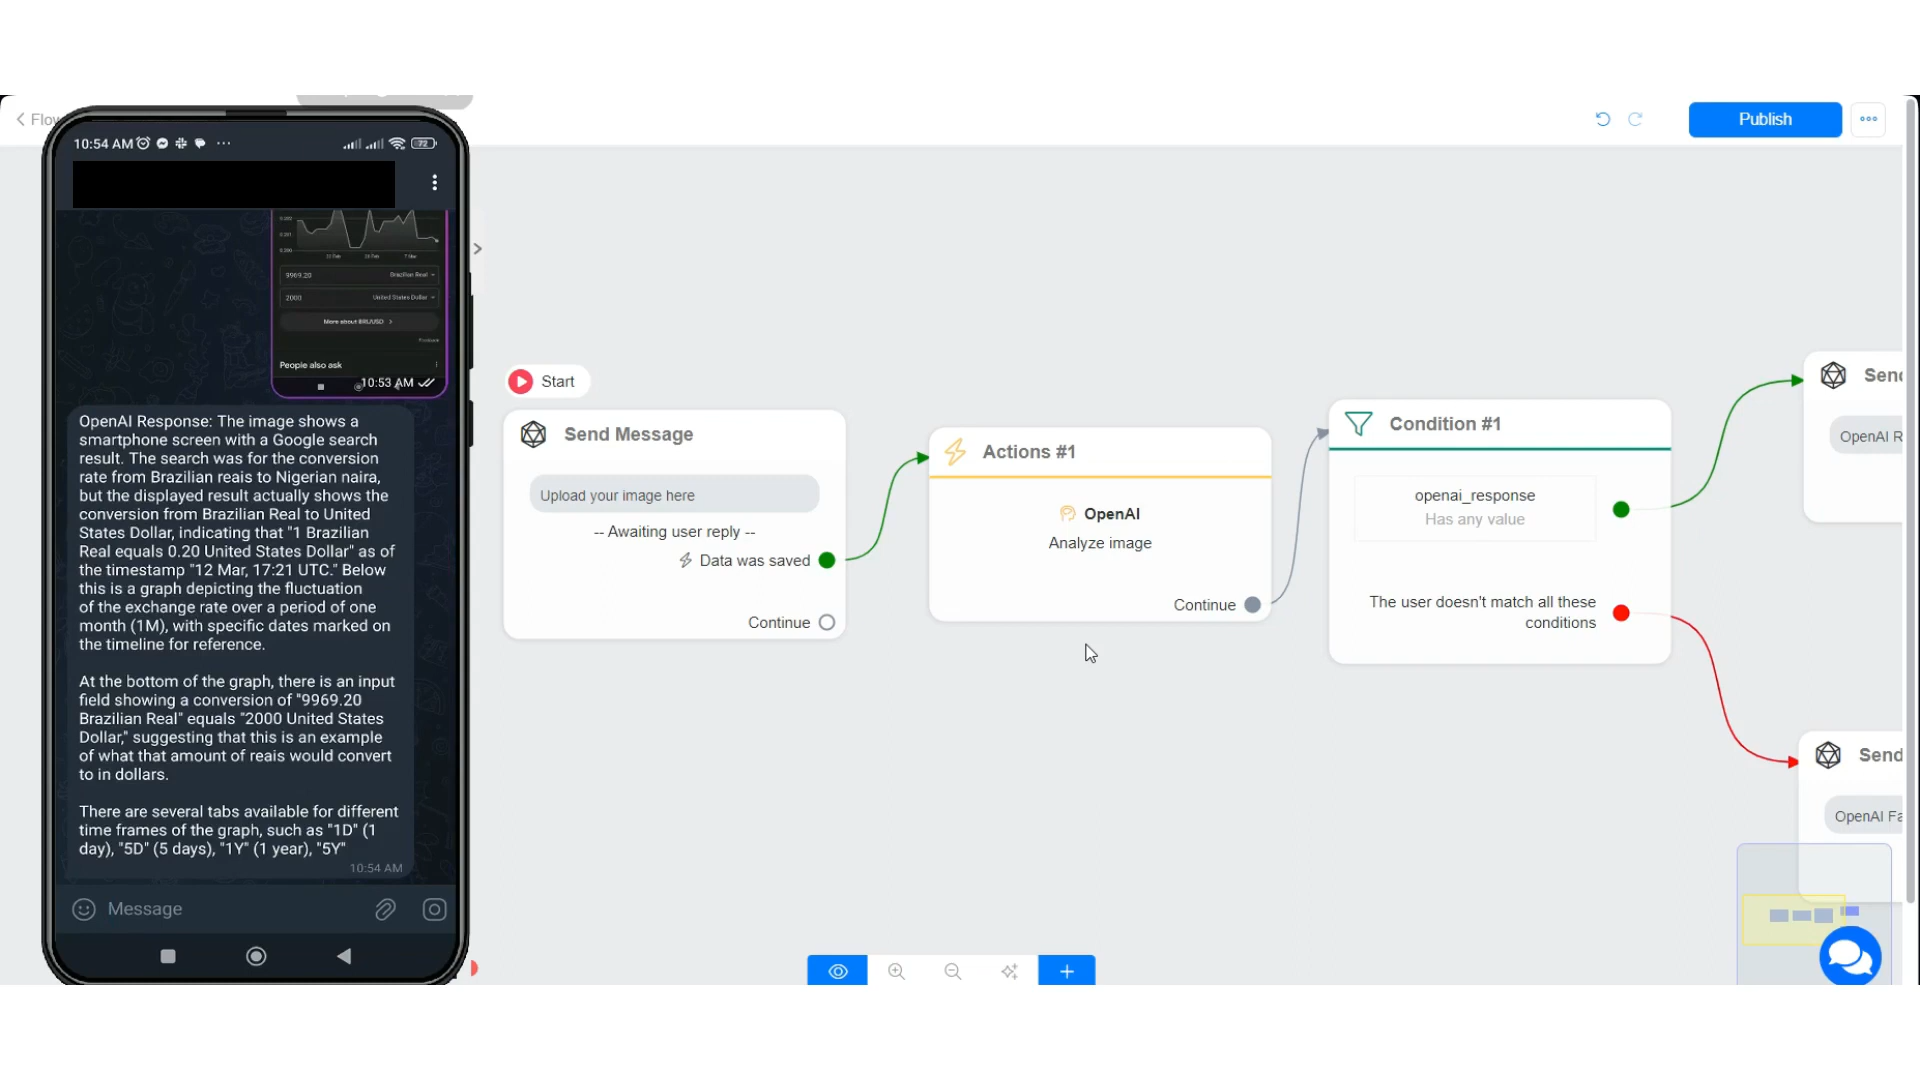 Flow
10:54 AM
72
0.201
0.200
7 Mar
9969.20 Brazilian Real
2000 United States Dollar
More about BRL/USD >
People also ask
10:53 AM
OpenAI Response: The image shows a
smartphone screen with a Google search
result. The search was for the conversion
rate from Brazilian reais to Nigerian naira,
but the displayed result actually shows the
conversion from Brazilian Real to United
States Dollar, indicating that "1 Brazilian
Real equals 0.20 United States Dollar" as of
the timestamp "12 Mar, 17:21 UTC." Below
this is a graph depicting the fluctuation
of the exchange rate over a period of one
month (1M), with specific dates marked on
the timeline for reference.
At the bottom of the graph, there is an input
field showing a conversion of "9969.20
Brazilian Real" equals "2000 United States
Dollar," suggesting that this is an example
of what that amount of reais would convert
to in dollars.
There are several tabs available for different
time frames of the graph, such as "1D" (1
day), "5D" (5 days), "1Y" (1 year), "5Y"
10:54 AM
Message
Publish
Start
Send Message
Upload your image here
-- Awaiting user reply --
Data was saved
Continue
Actions #1
OpenAI
Analyze image
Continue
Condition #1
openai_response
Has any value
The user doesn't match all these
conditions
Send
OpenAI R
Send
OpenAI Fa